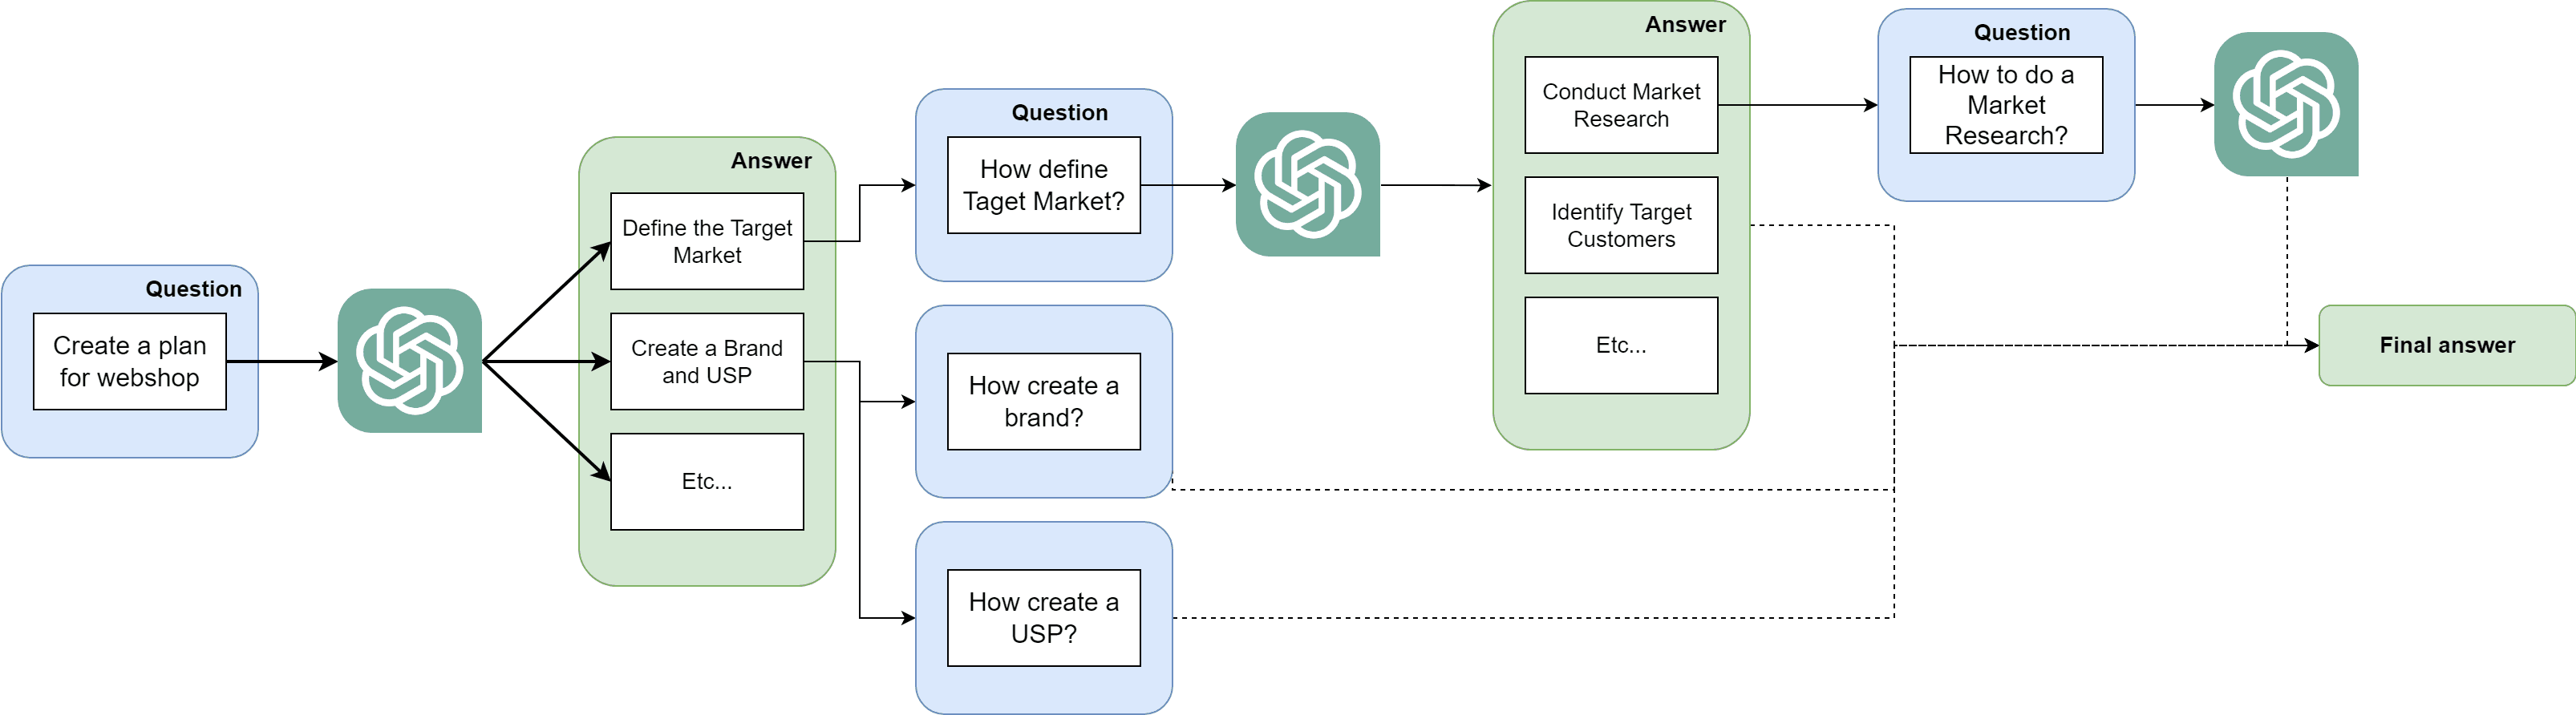 Question
Create a plan
for webshop
Answer
Define the Target
Market
Create a Brand
and USP
Etc...
Question
How define
Taget Market?
How create a
brand?
How create a
USP?
Answer
Conduct Market
Research
Identify Target
Customers
Etc...
Question
How to do a
Market
Research?
Final answer